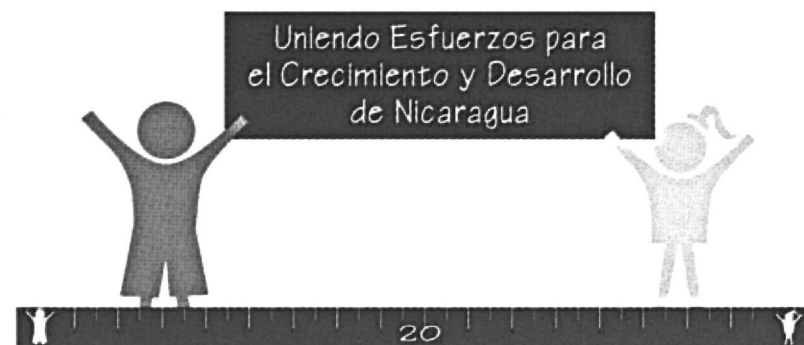 Uniendo Esfuerzos para
el Crecimiento y Desarrollo
de Nicaragua
20